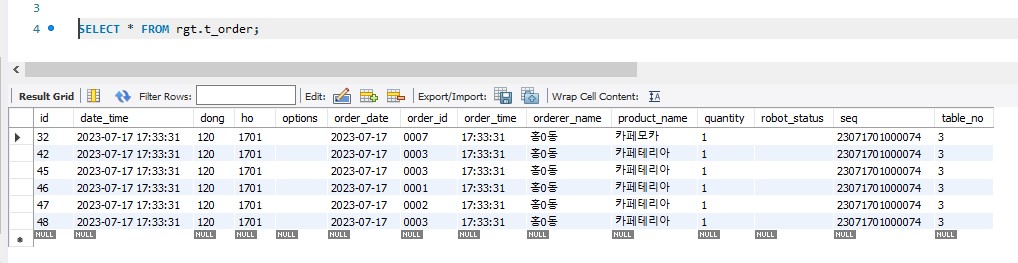 3
4 SELECT * FROM rgt.t_order;
Result Grid Filter Rows: Edit: Export/Import: Wrap Cell Content: IA
id date_time dong ho options order_date order_id order_time orderer_name product_name quantity robot_status seq table_no
32 2023-07-17 17:33:31 120 1701 2023-07-17 0007 17:33:31 홍0동 카페모카 1 23071701000074 3
42 2023-07-17 17:33:31 120 1701 2023-07-17 0003 17:33:31 홍0동 카페테리아 1 23071701000074 3
45 2023-07-17 17:33:31 120 1701 2023-07-17 0003 17:33:31 홍0동 카페테리아 1 23071701000074 3
46 2023-07-17 17:33:31 120 1701 2023-07-17 0001 17:33:31 홍0동 카페테리아 1 23071701000074 3
47 2023-07-17 17:33:31 120 1701 2023-07-17 0002 17:33:31 홍0동 카페테리아 1 23071701000074 3
48 2023-07-17 17:33:31 120 1701 2023-07-17 0003 17:33:31 홍0동 카페테리아 1 23071701000074 3
NULL NULL NULL NULL NULL NULL NULL NULL NULL NULL NULL NULL NULL NULL